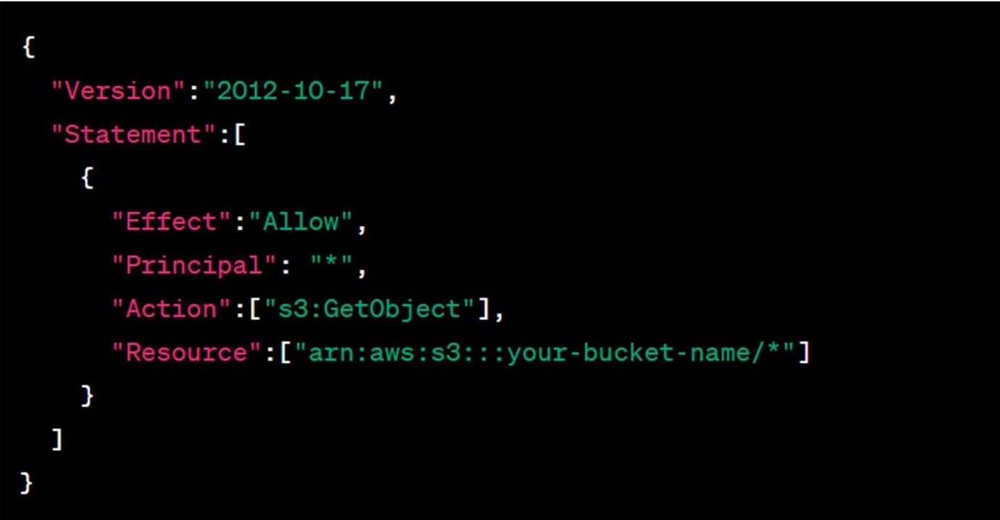 {
  "Version":"2012-10-17",
  "Statement":[
    {
      "Effect":"Allow",
      "Principal": "*",
      "Action":["s3:GetObject"],
      "Resource":["arn:aws:s3:::your-bucket-name/*"]
    }
  ]
}